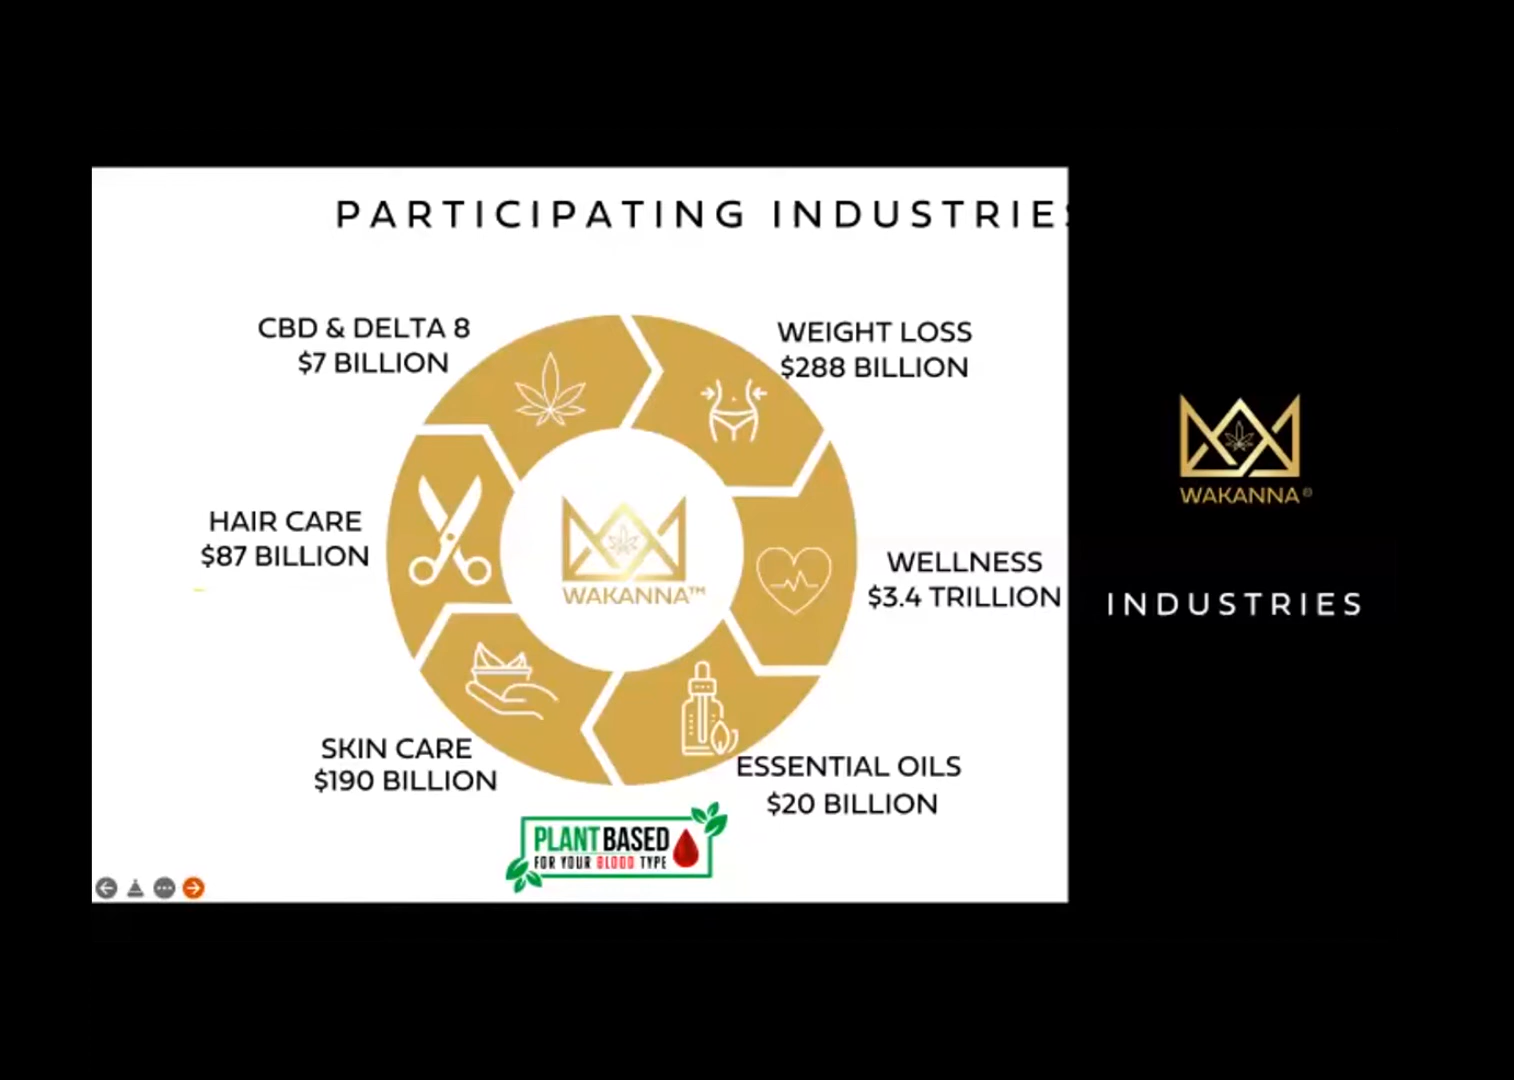 PARTICIPATING INDUSTRIES
CBD & DELTA 8
$7 BILLION
WEIGHT LOSS
$288 BILLION
HAIR CARE
$87 BILLION
WAKANNA™
WELLNESS
$3.4 TRILLION
SKIN CARE
$190 BILLION
ESSENTIAL OILS
$20 BILLION
PLANT BASED
FOR YOUR BLOOD TYPE
WAKANNA®
INDUSTRIES